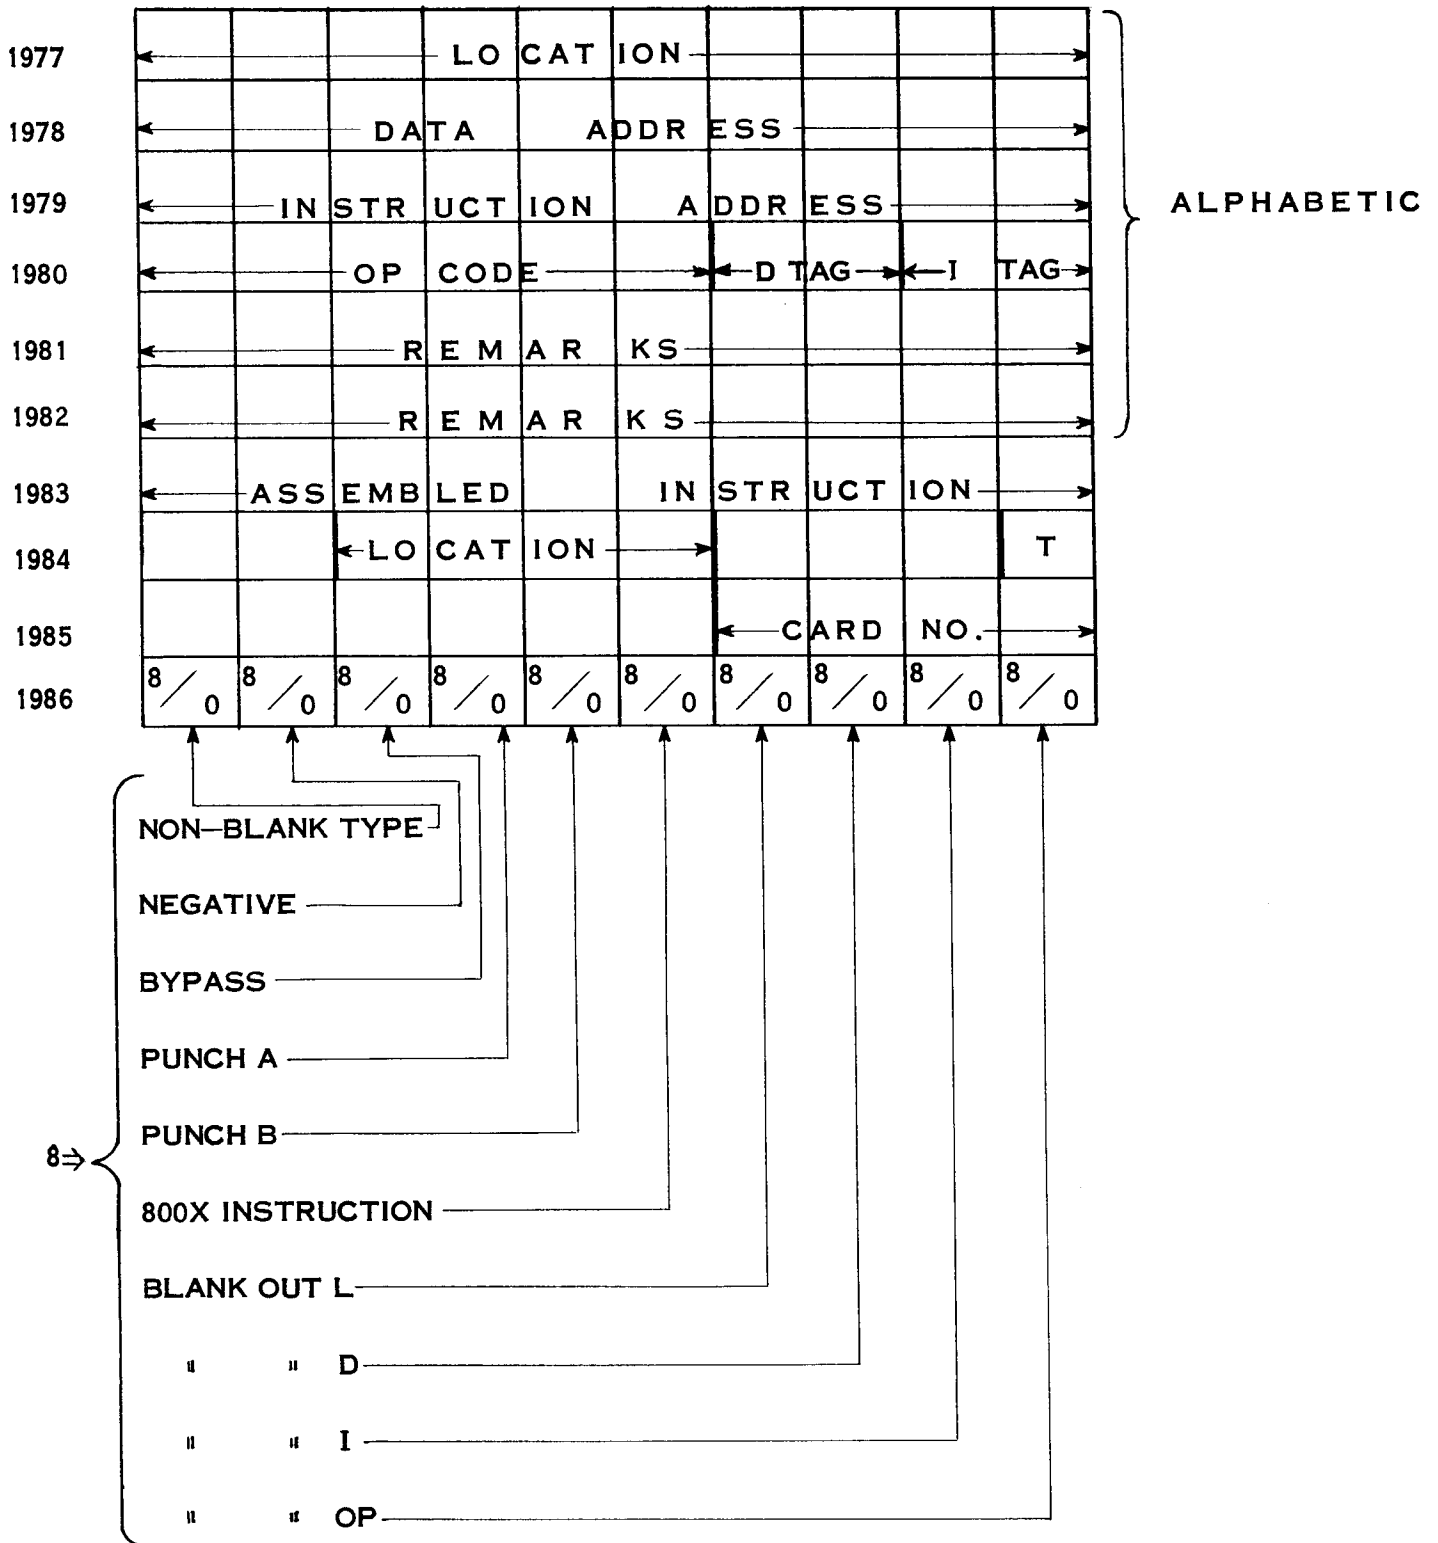 1977 LOCATION
1978 DATA ADDRESS
1979 INSTRUCTION ADDRESS
ALPHABETIC
1980 OP CODE D TAG I TAG
1981 REMARKS
1982 REMARKS
1983 ASSEMBLED INSTRUCTION
1984 LOCATION T
1985 CARD NO.
1986 8/0 8/0 8/0 8/0 8/0 8/0 8/0 8/0 8/0 8/0
NON-BLANK TYPE
NEGATIVE
BYPASS
PUNCH A
PUNCH B
8⇒
800X INSTRUCTION
BLANK OUT L
" " D
" " I
" " OP